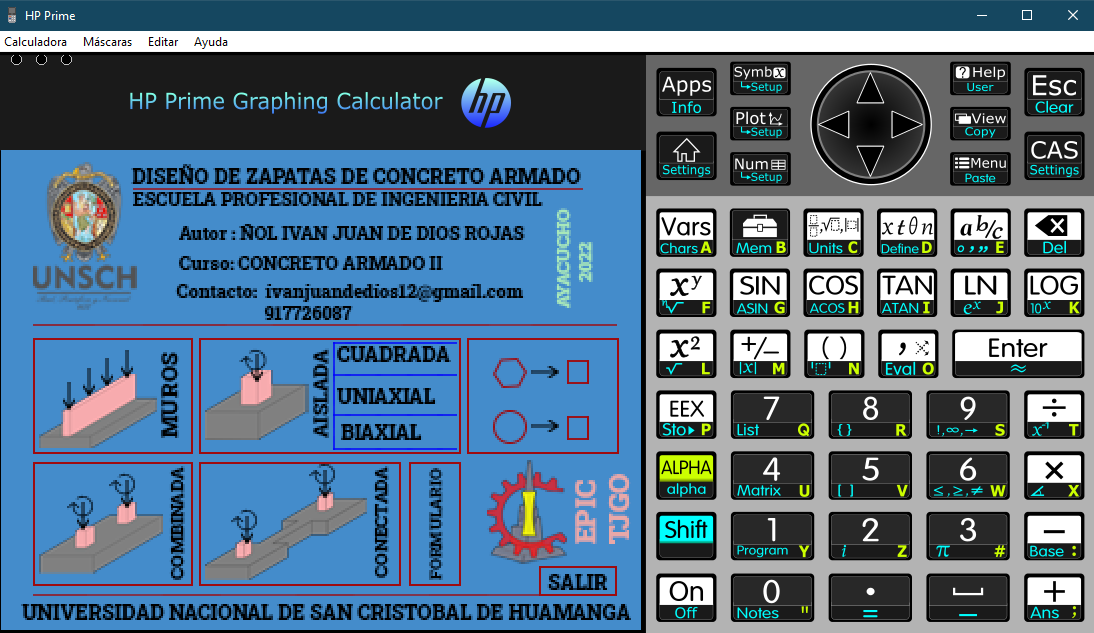 HP Prime
Calculadora Máscaras Editar Ayuda
HP Prime Graphing Calculator
hp
DISEÑO DE ZAPATAS DE CONCRETO ARMADO
ESCUELA PROFESIONAL DE INGENIERIA CIVIL
Autor : ÑOL IVAN JUAN DE DIOS ROJAS
Curso: CONCRETO ARMADO II
Contacto: ivanjuandedios12@gmail.com
917726087
AYACUCHO
2022
UNSCH
MUROS
AISLADA
CUADRADA
UNIAXIAL
BIAXIAL
COMBINADA
CONECTADA
FORMULARIO
EPIC
TJGO
SALIR
UNIVERSIDAD NACIONAL DE SAN CRISTOBAL DE HUAMANGA
Apps
Info
Symb
↳Setup
Help
User
Esc
Clear
Plot
↳Setup
View
Copy
Settings
Num
↳Setup
Menu
Paste
CAS
Settings
Vars
Chars A
Mem B
Units C
x t θ n
Define D
a b/c
° ' " E
Del
xʸ
ⁿ√ F
SIN
ASIN G
COS
ACOS H
TAN
ATAN I
LN
eˣ J
LOG
10ˣ K
x²
√ L
+/−
|x| M
( )
N
,
Eval O
Enter
≈
EEX
Sto▸ P
7
List Q
8
{ } R
9
!,∞,→ S
÷
x⁻¹ T
ALPHA
alpha
4
Matrix U
5
[ ] V
6
≤,≥,≠ W
×
∡ X
Shift
1
Program Y
2
i Z
3
π #
−
Base :
On
Off
0
Notes "
.
=
_
+
Ans ;